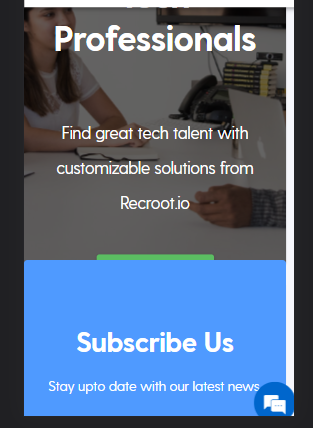 Professionals
Find great tech talent with
customizable solutions from
Recroot.io
Subscribe Us
Stay upto date with our latest news